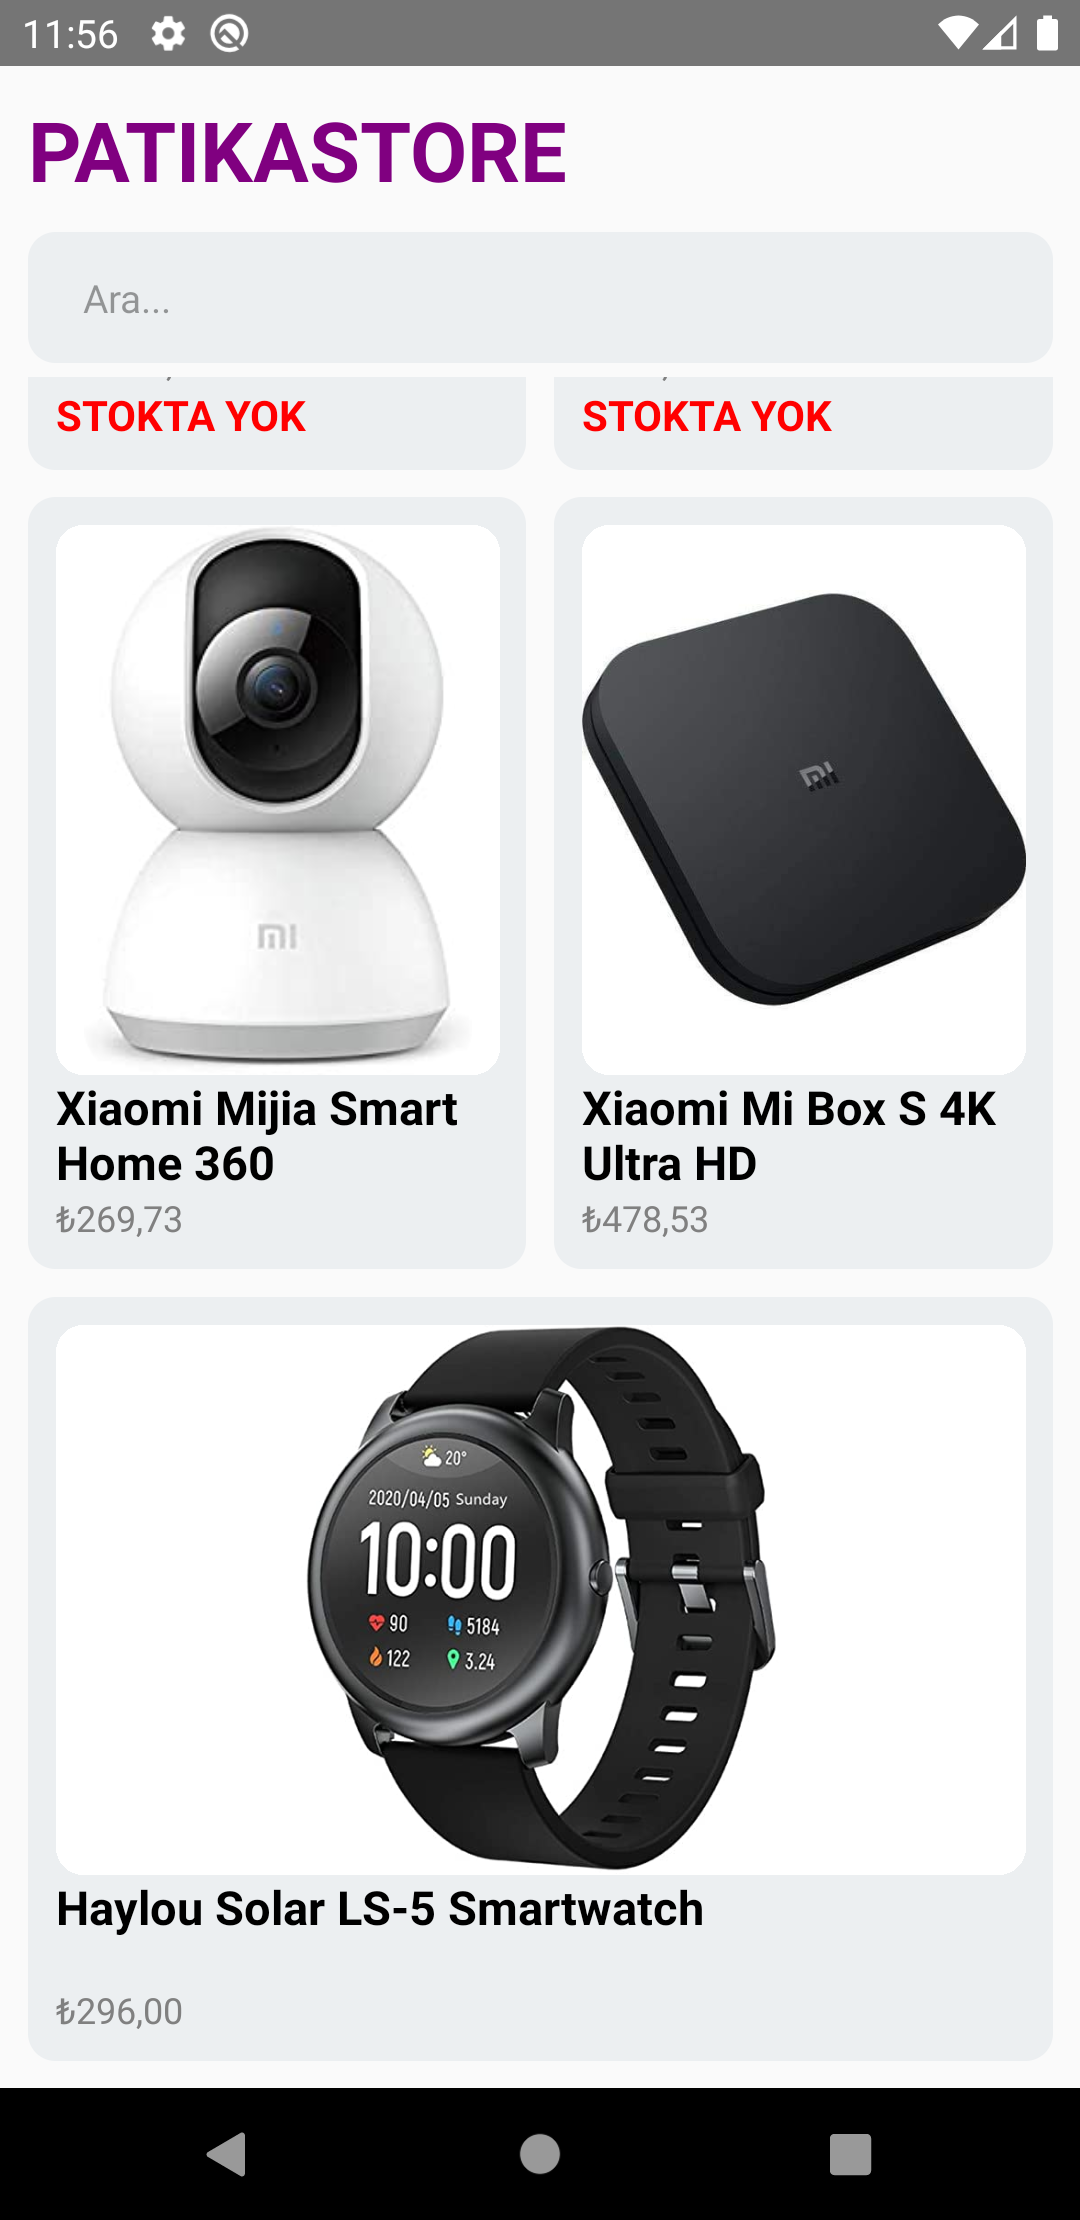 11:56
PATIKASTORE
Ara...
STOKTA YOK
STOKTA YOK
mi
mi
Xiaomi Mijia Smart
Home 360
₺269,73
Xiaomi Mi Box S 4K
Ultra HD
₺478,53
20°
2020/04/05 Sunday
10:00
90
5184
122
3.24
Haylou Solar LS-5 Smartwatch
₺296,00